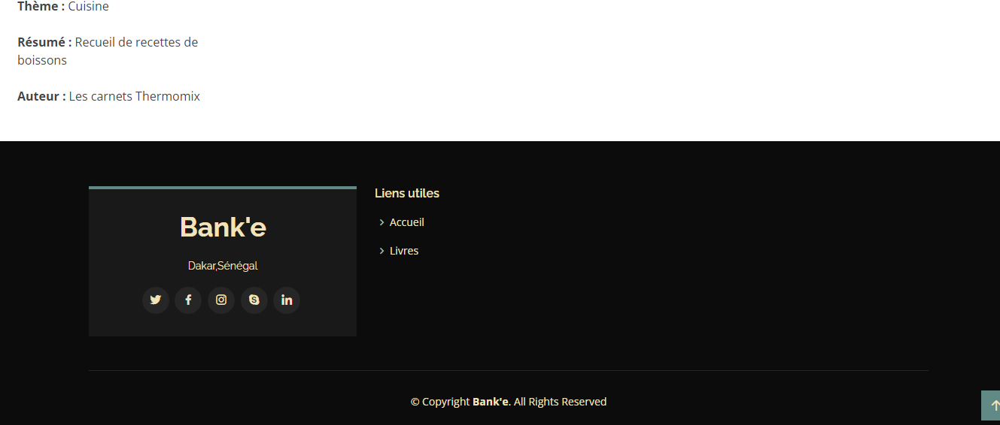 Thème : Cuisine
Résumé : Recueil de recettes de
boissons
Auteur : Les carnets Thermomix
Bank'e
Dakar,Sénégal
Liens utiles
Accueil
Livres
© Copyright Bank'e. All Rights Reserved